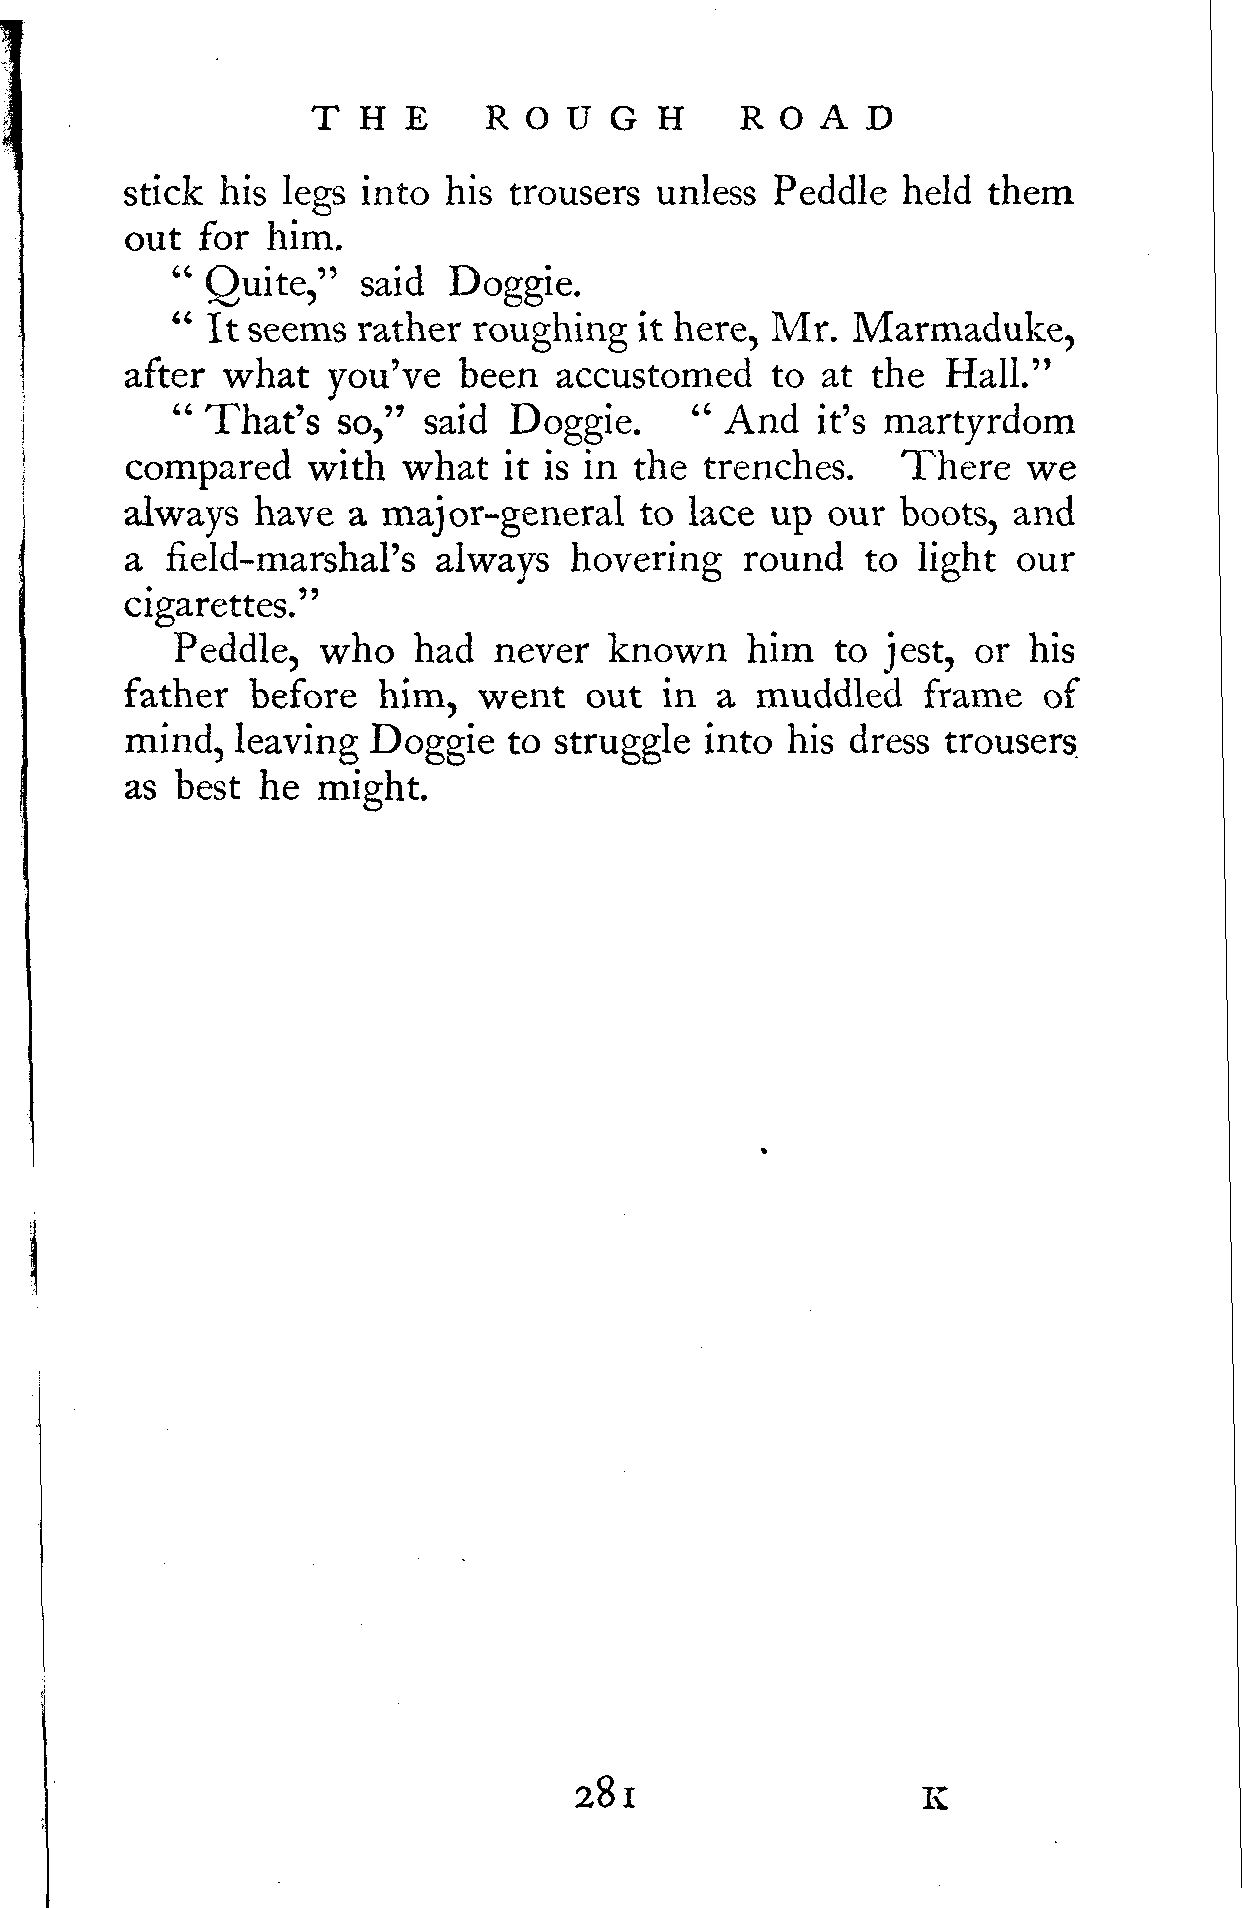 THE ROUGH ROAD
stick his legs into his trousers unless Peddle held them
out for him.
“ Quite,” said Doggie.
“ It seems rather roughing it here, Mr. Marmaduke,
after what you’ve been accustomed to at the Hall.”
“ That’s so,” said Doggie. “ And it’s martyrdom
compared with what it is in the trenches. There we
always have a major-general to lace up our boots, and
a field-marshal’s always hovering round to light our
cigarettes.”
Peddle, who had never known him to jest, or his
father before him, went out in a muddled frame of
mind, leaving Doggie to struggle into his dress trousers
as best he might.
281 K